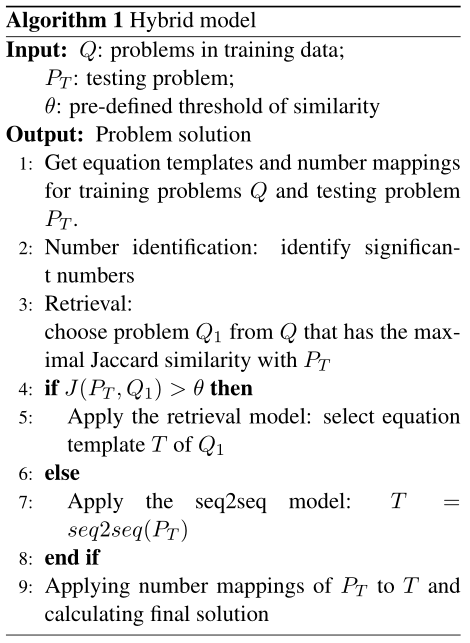 Algorithm 1 Hybrid model
Input: Q: problems in training data;
P_T: testing problem;
θ: pre-defined threshold of similarity
Output: Problem solution
1: Get equation templates and number mappings
for training problems Q and testing problem
P_T.
2: Number identification: identify significan-
t numbers
3: Retrieval:
choose problem Q_1 from Q that has the max-
imal Jaccard similarity with P_T
4: if J(P_T, Q_1) > θ then
5: Apply the retrieval model: select equation
template T of Q_1
6: else
7: Apply the seq2seq model: T =
seq2seq(P_T)
8: end if
9: Applying number mappings of P_T to T and
calculating final solution